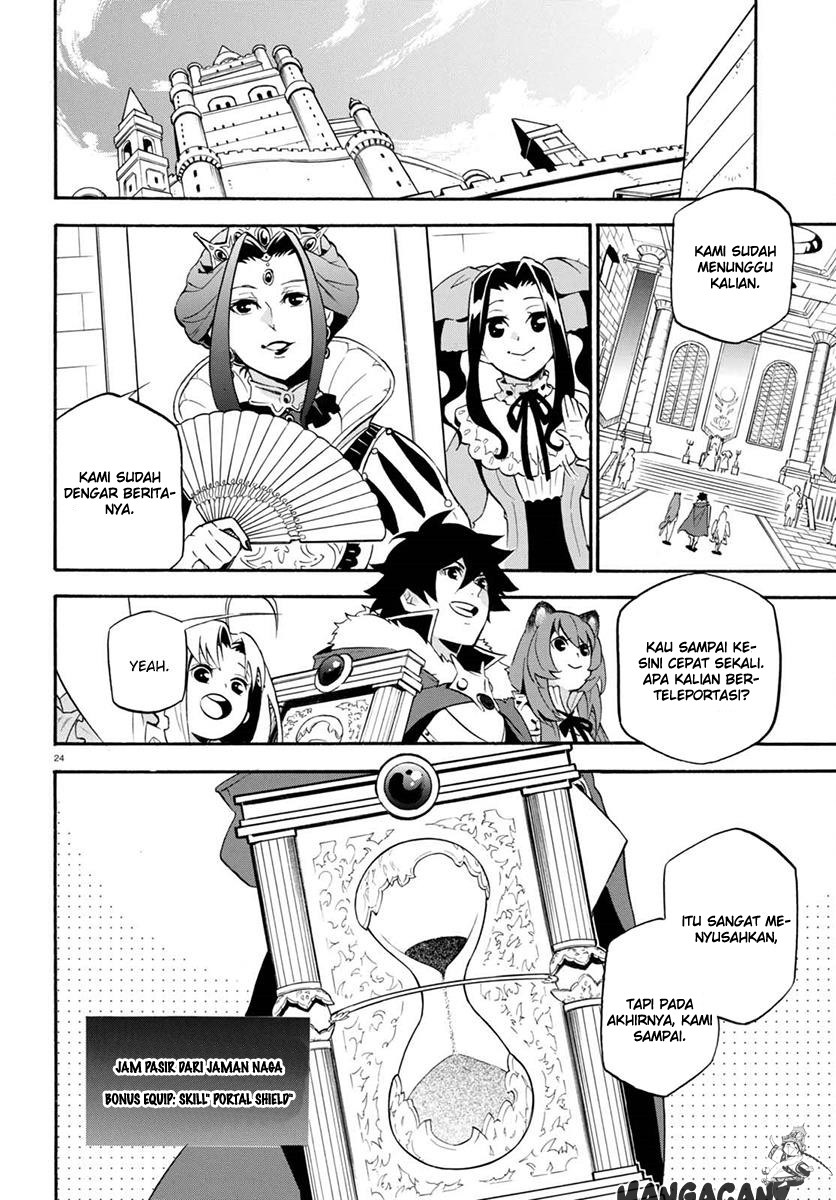 KAMI SUDAH
MENUNGGU
KALIAN.
KAMI SUDAH
DENGAR BERITA-
NYA.
KAU SAMPAI KE-
SINI CEPAT SEKALI.
APA KALIAN BER-
TELEPORTASI?
YEAH.
24
ITU SANGAT ME-
NYUSAHKAN,
TAPI PADA
AKHIRNYA, KAMI
SAMPAI.
JAM PASIR DARI JAMAN NAGA
BONUS EQUIP: SKILL" PORTAL SHIELD"
MANGACAN